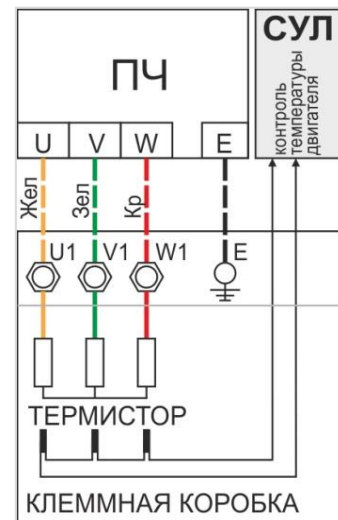 ПЧ
СУЛ
контроль
температуры
двигателя
U V W E
Жел Зел Кр
U1 V1 W1 E
ТЕРМИСТОР
КЛЕММНАЯ КОРОБКА